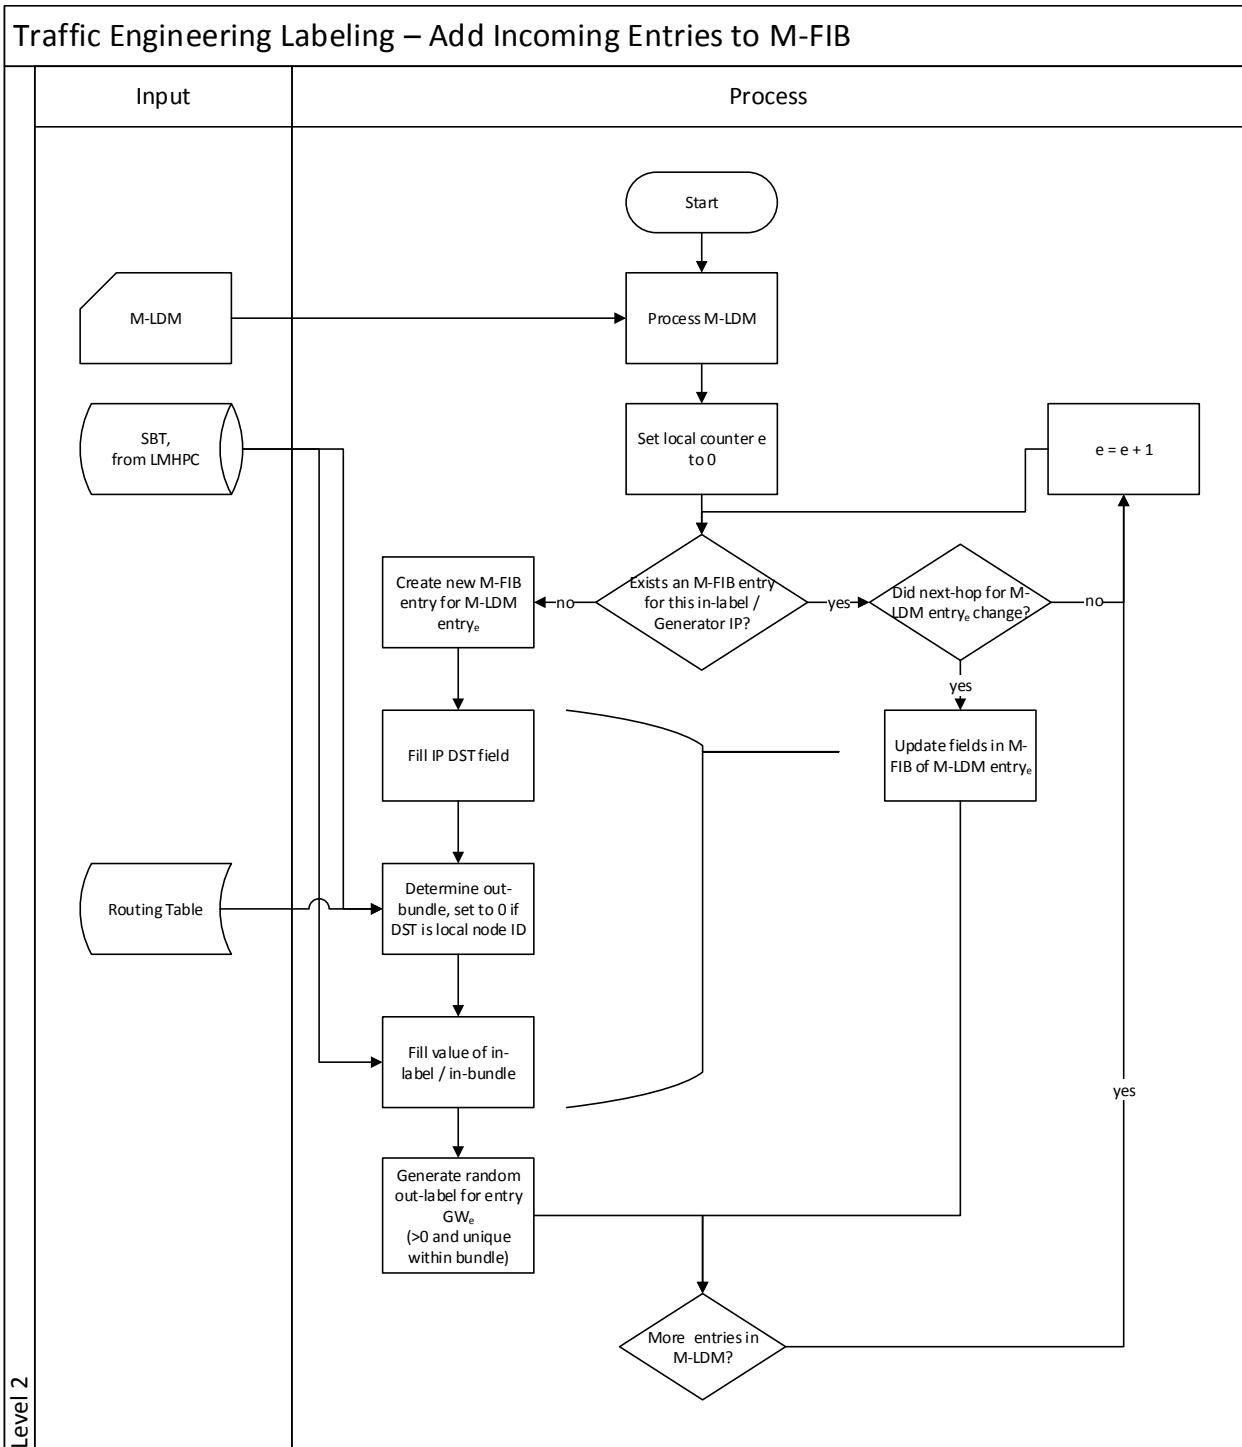 Traffic Engineering Labeling – Add Incoming Entries to M-FIB
Input
Process
Start
M-LDM
Process M-LDM
SBT,
from LMHPC
Set local counter e
to 0
e = e + 1
Create new M-FIB
entry for M-LDM
entryₑ
no
Exists an M-FIB entry
for this in-label /
Generator IP?
yes
Did next-hop for M-
LDM entryₑ change?
no
yes
Fill IP DST field
Update fields in M-
FIB of M-LDM entryₑ
Routing Table
Determine out-
bundle, set to 0 if
DST is local node ID
Fill value of in-
label / in-bundle
yes
Generate random
out-label for entry
GWₑ
(>0 and unique
within bundle)
More entries in
M-LDM?
Level 2